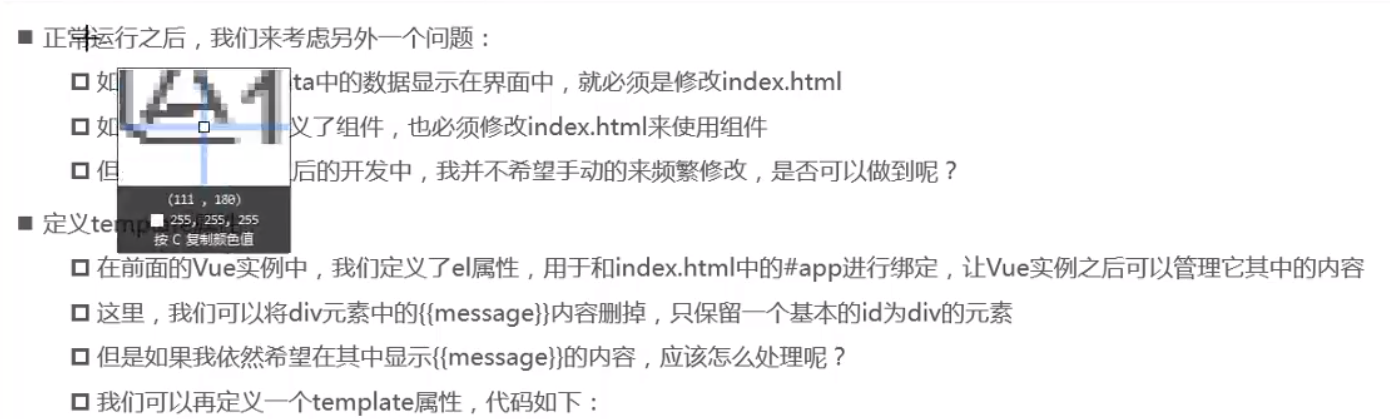 正常运行之后，我们来考虑另外一个问题：
如 ta中的数据显示在界面中，就必须是修改index.html
如 义了组件，也必须修改index.html来使用组件
但 后的开发中，我并不希望手动的来频繁修改，是否可以做到呢？
(111 , 180)
255, 255, 255
按 C 复制颜色值
定义template
在前面的Vue实例中，我们定义了el属性，用于和index.html中的#app进行绑定，让Vue实例之后可以管理它其中的内容
这里，我们可以将div元素中的{{message}}内容删掉，只保留一个基本的id为div的元素
但是如果我依然希望在其中显示{{message}}的内容，应该怎么处理呢？
我们可以再定义一个template属性，代码如下：